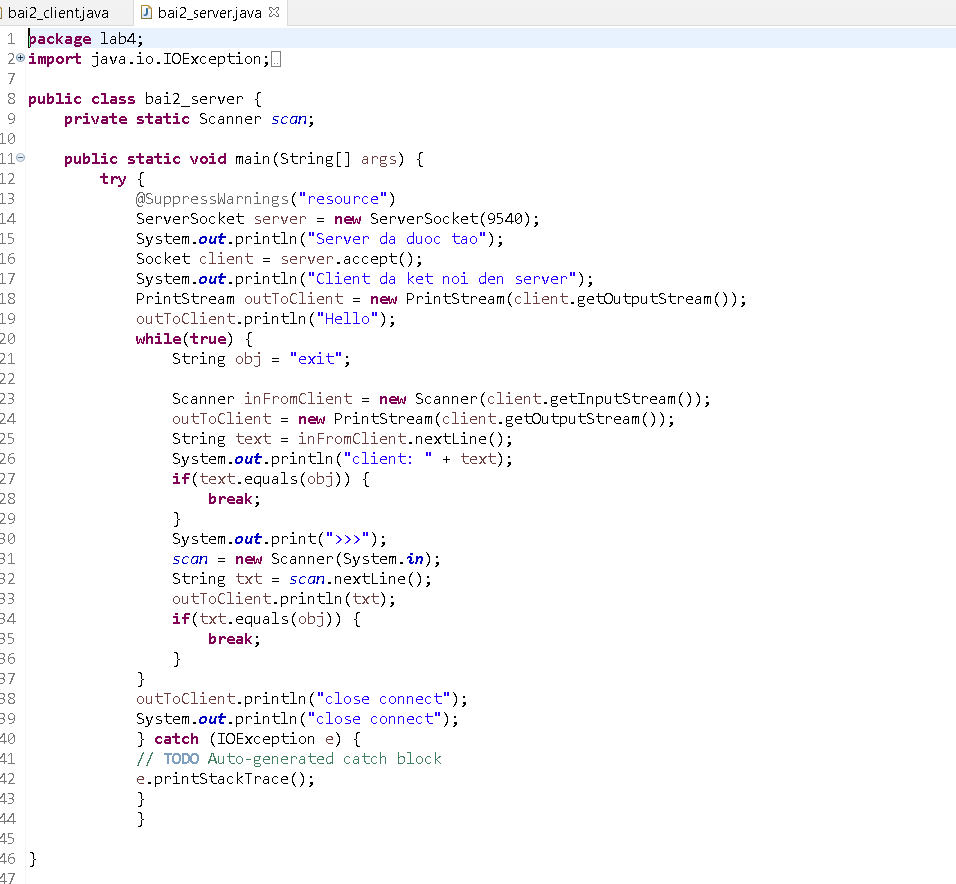 bai2_client.java bai2_server.java
1 package lab4;
2 import java.io.IOException;
7
8 public class bai2_server {
9 private static Scanner scan;
10
11 public static void main(String[] args) {
12 try {
13 @SuppressWarnings("resource")
14 ServerSocket server = new ServerSocket(9540);
15 System.out.println("Server da duoc tao");
16 Socket client = server.accept();
17 System.out.println("Client da ket noi den server");
18 PrintStream outToClient = new PrintStream(client.getOutputStream());
19 outToClient.println("Hello");
20 while(true) {
21 String obj = "exit";
22
23 Scanner inFromClient = new Scanner(client.getInputStream());
24 outToClient = new PrintStream(client.getOutputStream());
25 String text = inFromClient.nextLine();
26 System.out.println("client: " + text);
27 if(text.equals(obj)) {
28 break;
29 }
30 System.out.print(">>>");
31 scan = new Scanner(System.in);
32 String txt = scan.nextLine();
33 outToClient.println(txt);
34 if(txt.equals(obj)) {
35 break;
36 }
37 }
38 outToClient.println("close connect");
39 System.out.println("close connect");
40 } catch (IOException e) {
41 // TODO Auto-generated catch block
42 e.printStackTrace();
43 }
44 }
45
46 }
47